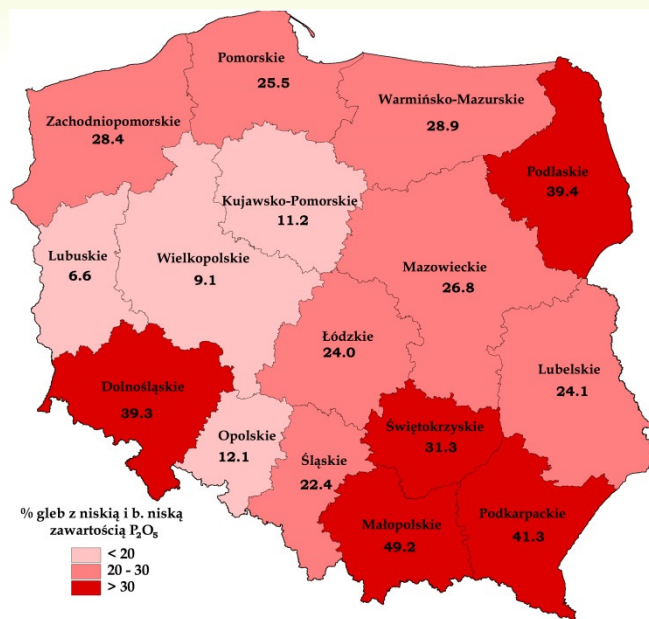 Pomorskie
25.5
Warmińsko-Mazurskie
28.9
Zachodniopomorskie
28.4
Podlaskie
39.4
Kujawsko-Pomorskie
11.2
Lubuskie
6.6
Wielkopolskie
9.1
Mazowieckie
26.8
Łódzkie
24.0
Lubelskie
24.1
Dolnośląskie
39.3
Świętokrzyskie
31.3
Opolskie
12.1
Śląskie
22.4
Małopolskie
49.2
Podkarpackie
41.3
% gleb z niskią i b. niską
zawartością P₂O₅
< 20
20 - 30
> 30